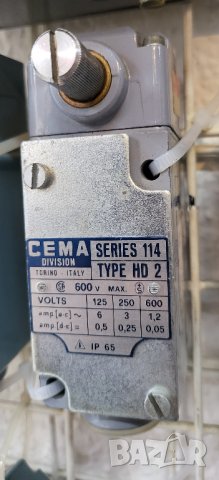 CEMA
DIVISION
TORINO - ITALY
SERIES 114
TYPE HD 2
600 V MAX.
VOLTS 125 250 600
amp [a-c] ~ 6 3 1,2
amp [d-c] = 0,5 0,25 0,05
IP 65
BAZAR